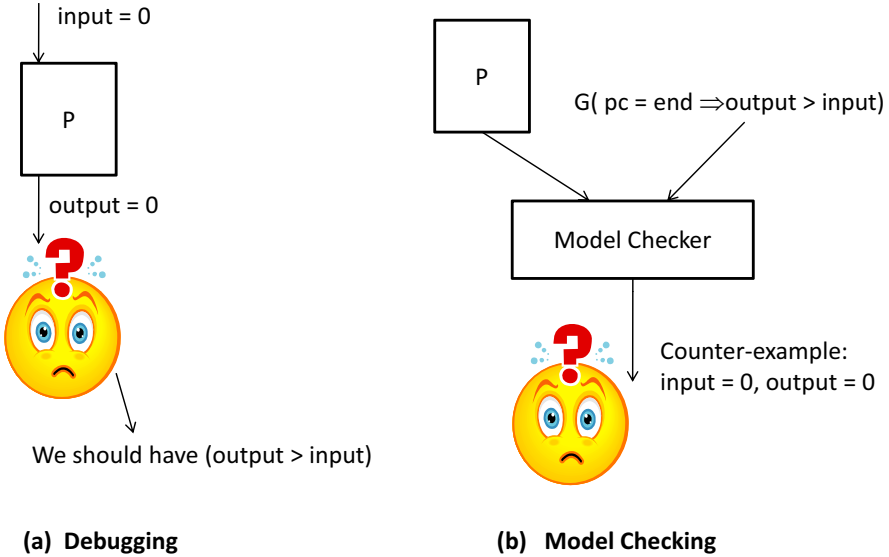 input = 0
P
output = 0
?
We should have (output > input)
(a) Debugging
P
G( pc = end ⇒output > input)
Model Checker
?
Counter-example:
input = 0, output = 0
(b) Model Checking